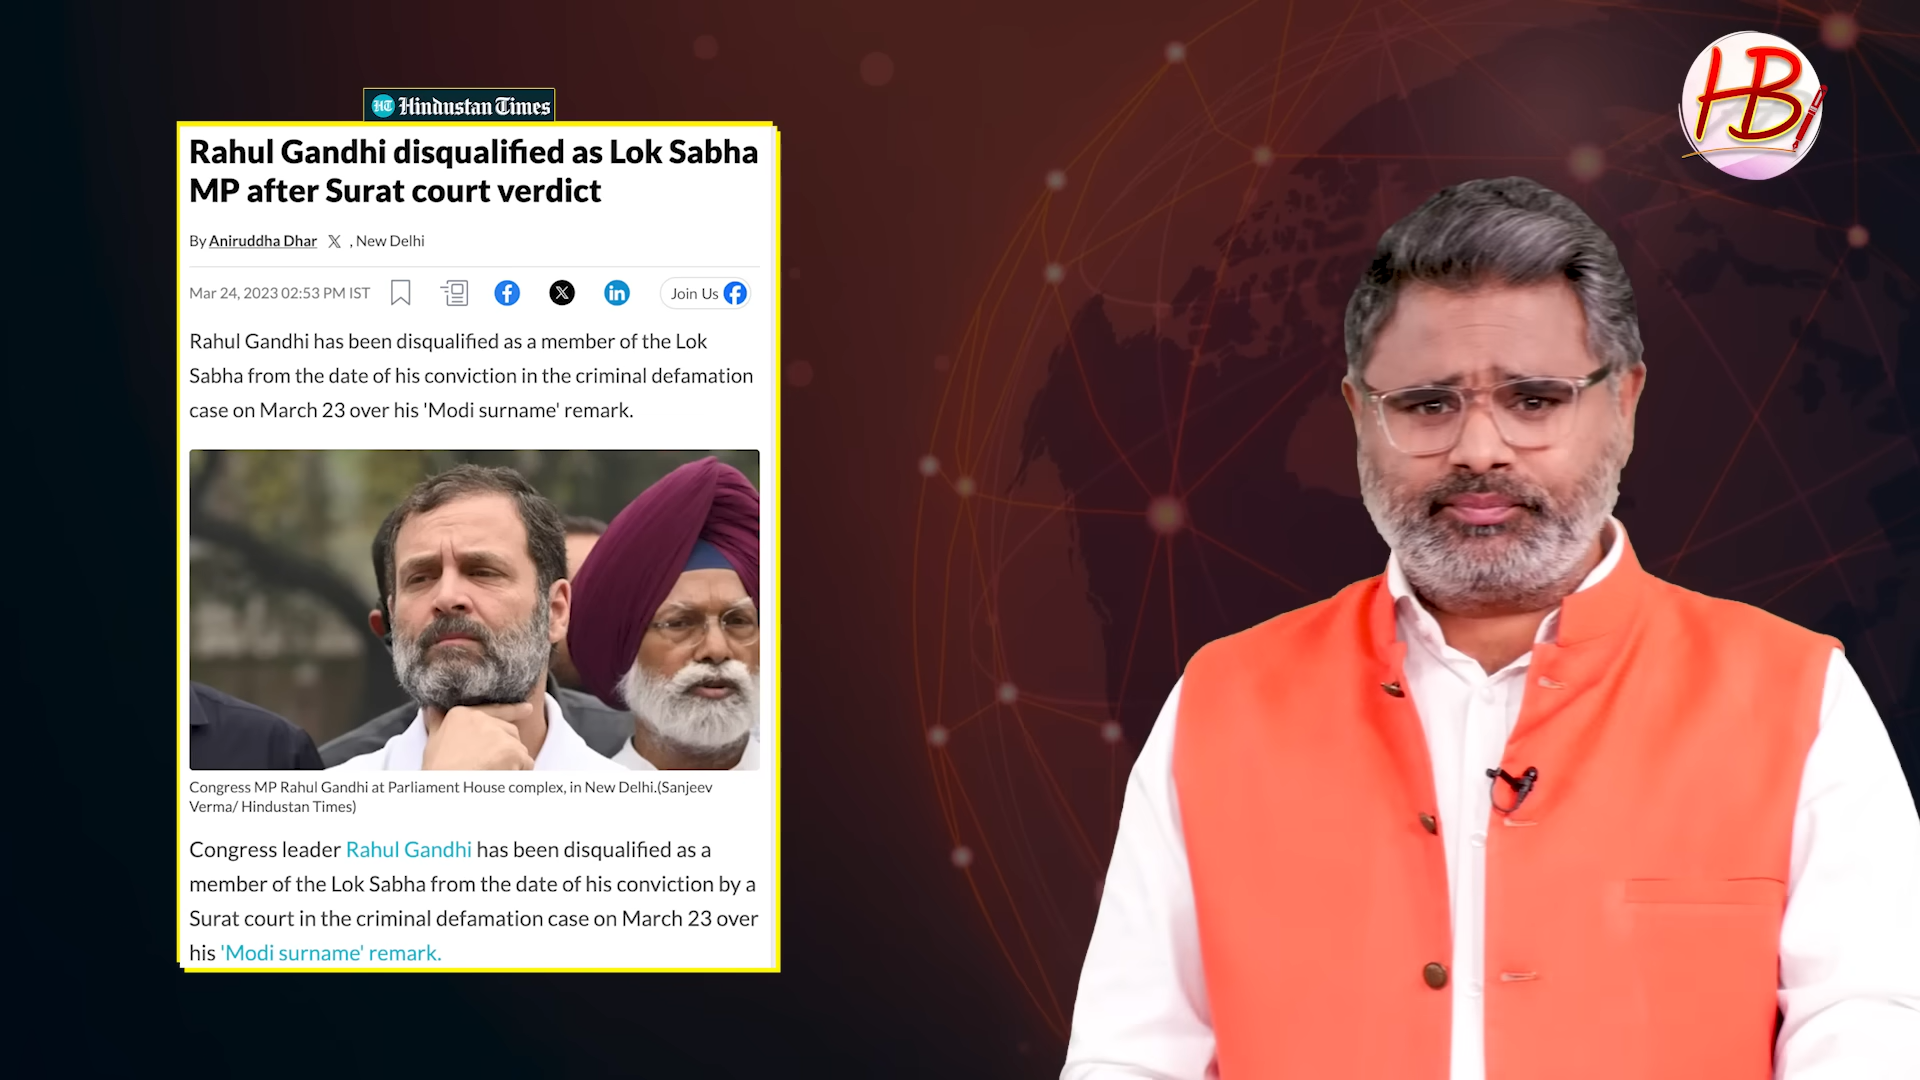 HB
HT Hindustan Times
Rahul Gandhi disqualified as Lok Sabha
MP after Surat court verdict
By Aniruddha Dhar X , New Delhi
Mar 24, 2023 02:53 PM IST
Join Us
Rahul Gandhi has been disqualified as a member of the Lok
Sabha from the date of his conviction in the criminal defamation
case on March 23 over his 'Modi surname' remark.
Congress MP Rahul Gandhi at Parliament House complex, in New Delhi.(Sanjeev
Verma/ Hindustan Times)
Congress leader Rahul Gandhi has been disqualified as a
member of the Lok Sabha from the date of his conviction by a
Surat court in the criminal defamation case on March 23 over
his 'Modi surname' remark.